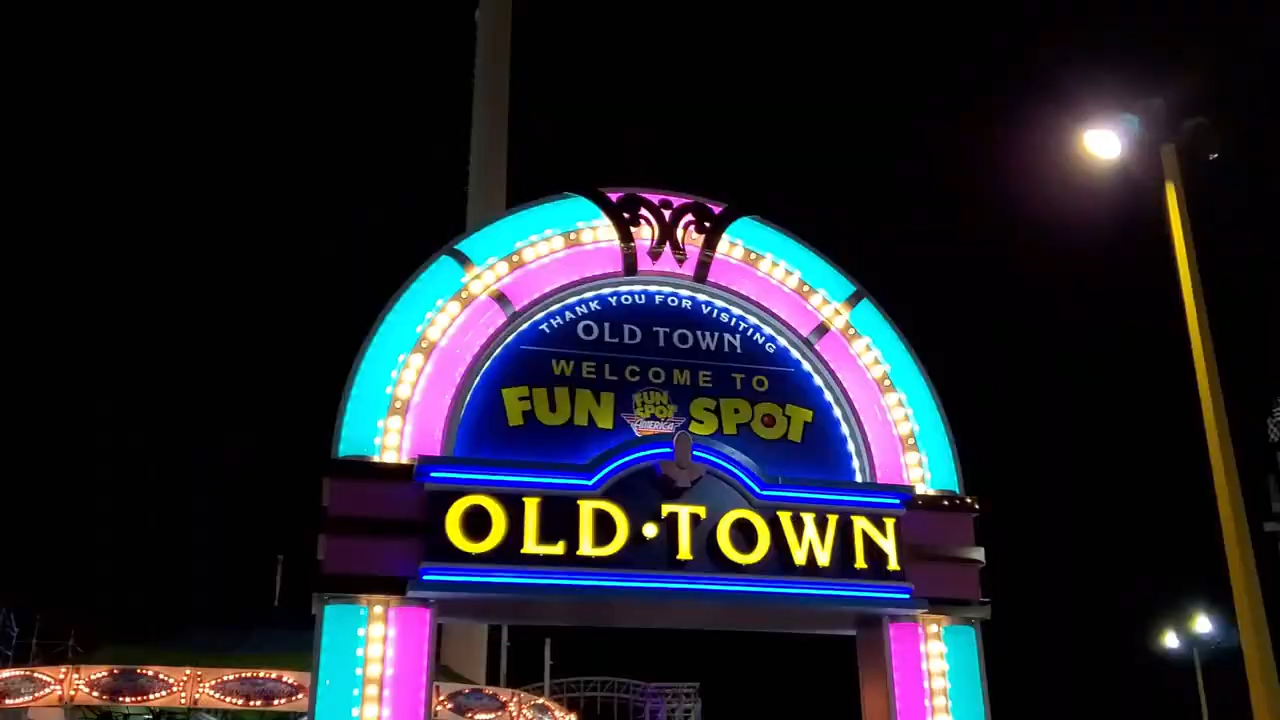 THANK YOU FOR VISITING
OLD TOWN
WELCOME TO
FUN SPOT
FUN
SPOT
AMERICA
OLD·TOWN